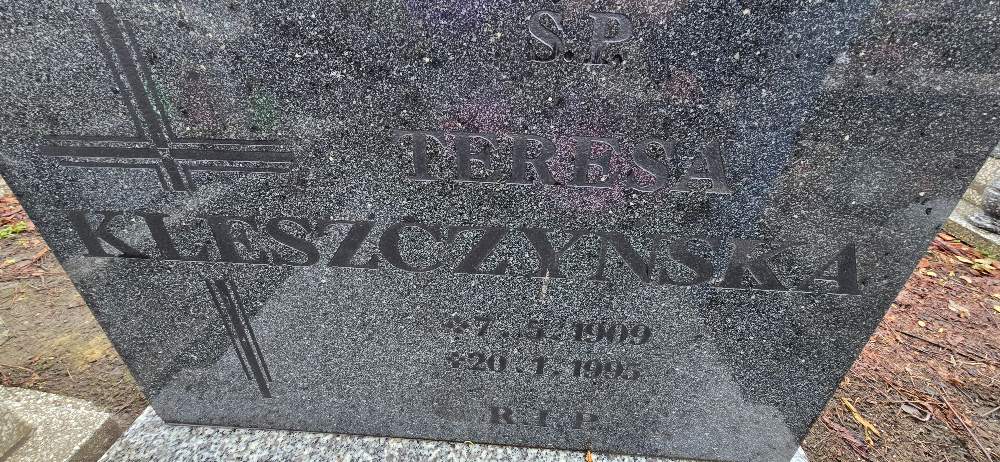 Ś.P.
TERESA
KLESZCZYŃSKA
*7.5.1909
+20.1.1995
R.I.P.